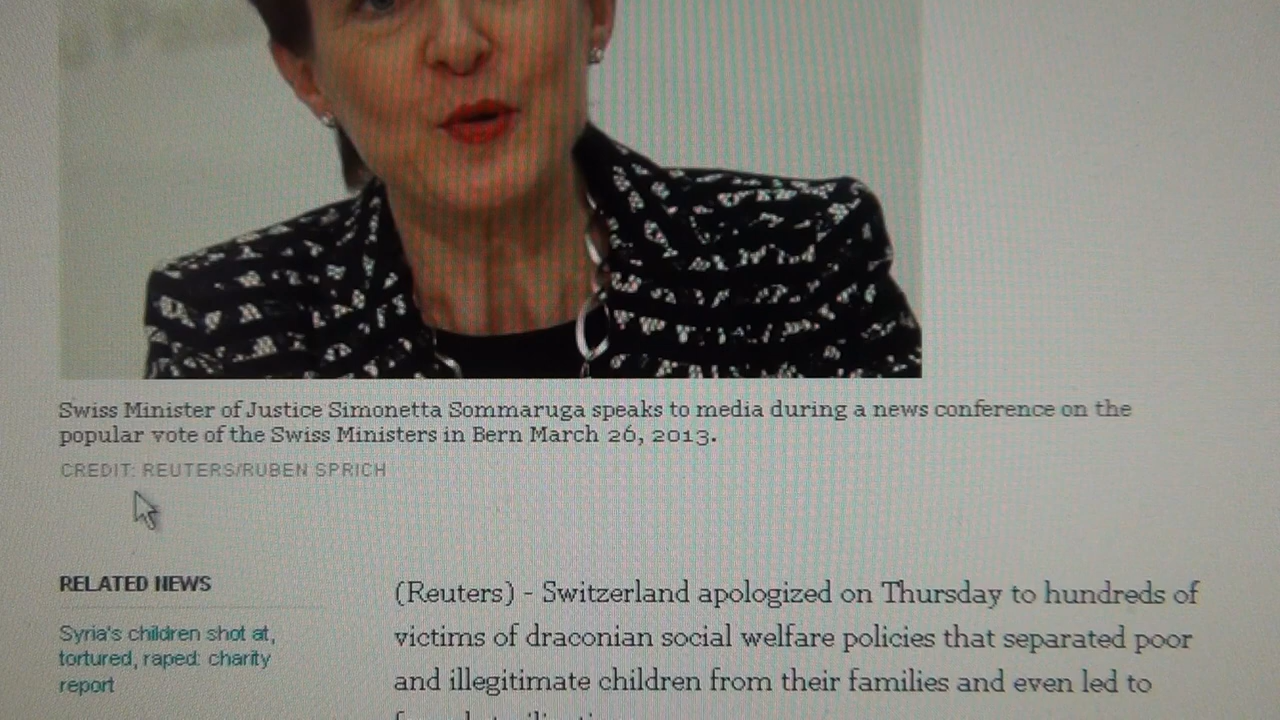 Swiss Minister of Justice Simonetta Sommaruga speaks to media during a news conference on the
popular vote of the Swiss Ministers in Bern March 26, 2013.
CREDIT: REUTERS/RUBEN SPRICH
RELATED NEWS
Syria's children shot at,
tortured, raped: charity
report
(Reuters) - Switzerland apologized on Thursday to hundreds of
victims of draconian social welfare policies that separated poor
and illegitimate children from their families and even led to